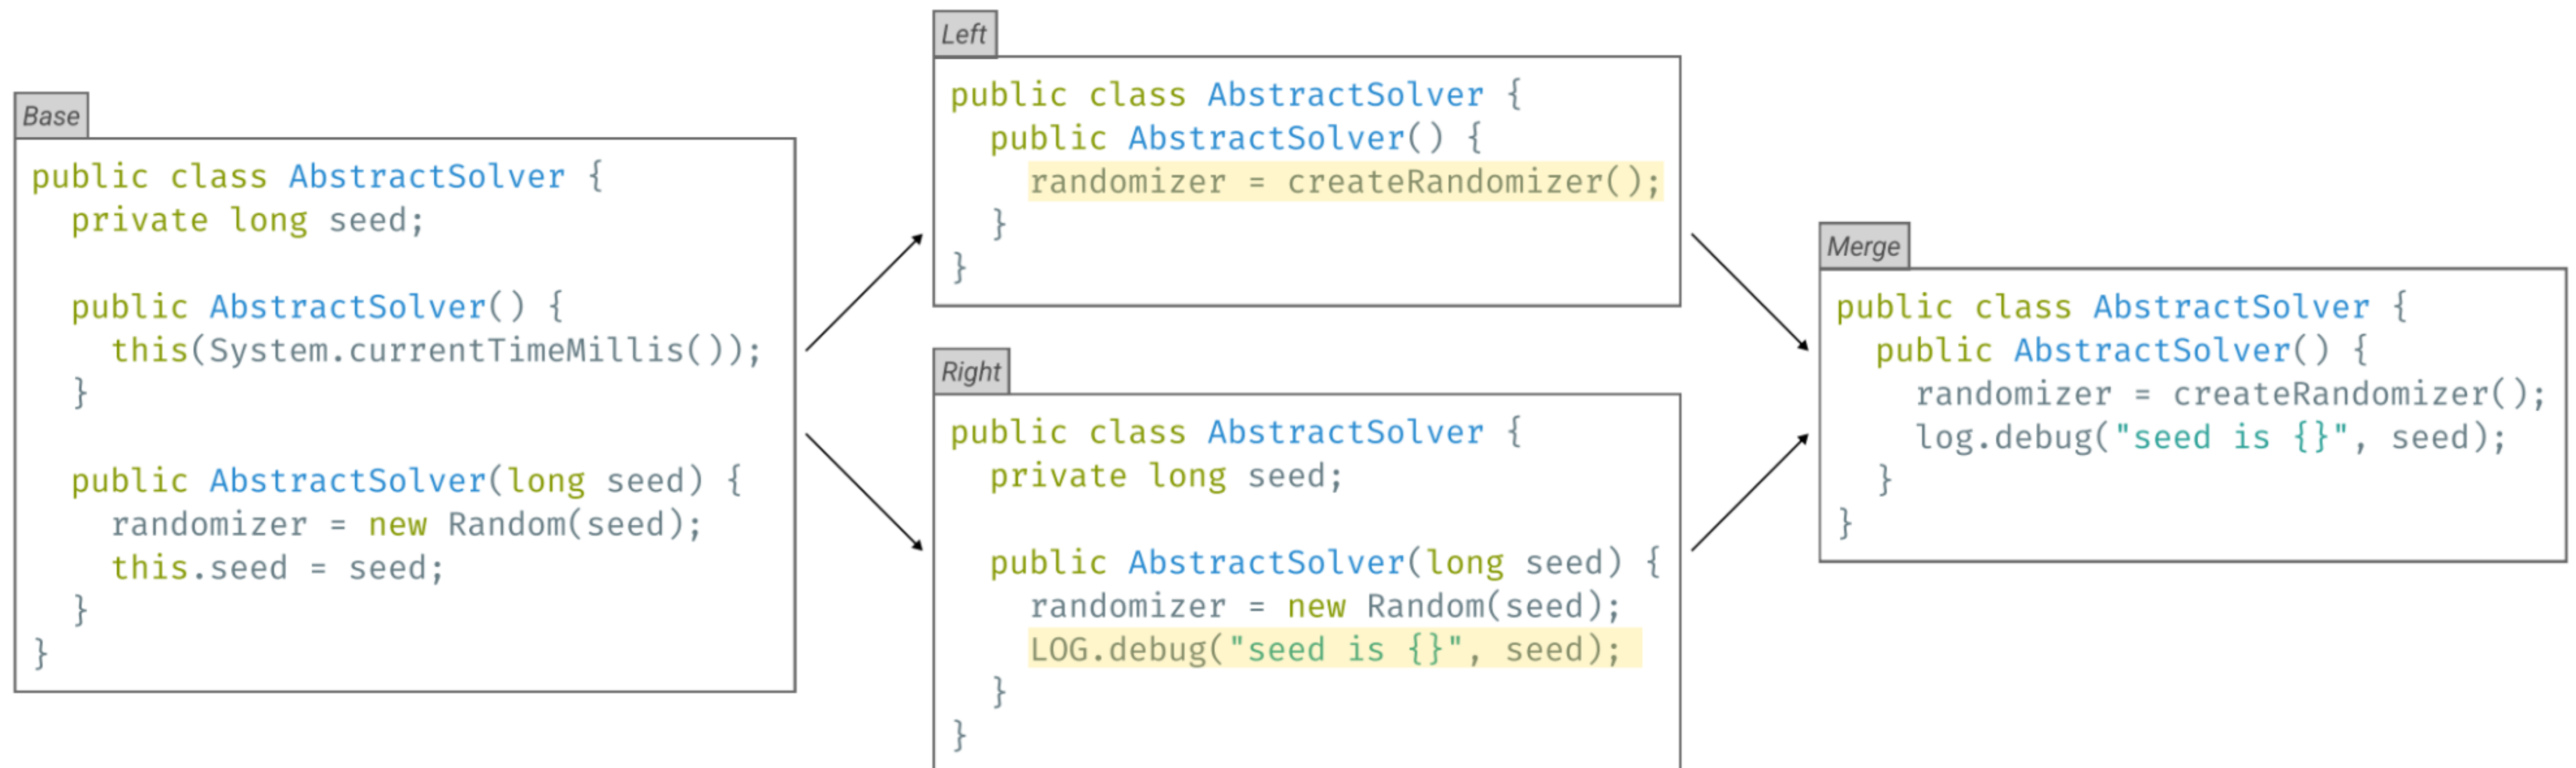 Base
public class AbstractSolver {
private long seed;
public AbstractSolver() {
this(System.currentTimeMillis());
}
public AbstractSolver(long seed) {
randomizer = new Random(seed);
this.seed = seed;
}
}
Left
public class AbstractSolver {
public AbstractSolver() {
randomizer = createRandomizer();
}
}
Right
public class AbstractSolver {
private long seed;
public AbstractSolver(long seed) {
randomizer = new Random(seed);
LOG.debug("seed is {}", seed);
}
}
Merge
public class AbstractSolver {
public AbstractSolver() {
randomizer = createRandomizer();
log.debug("seed is {}", seed);
}
}